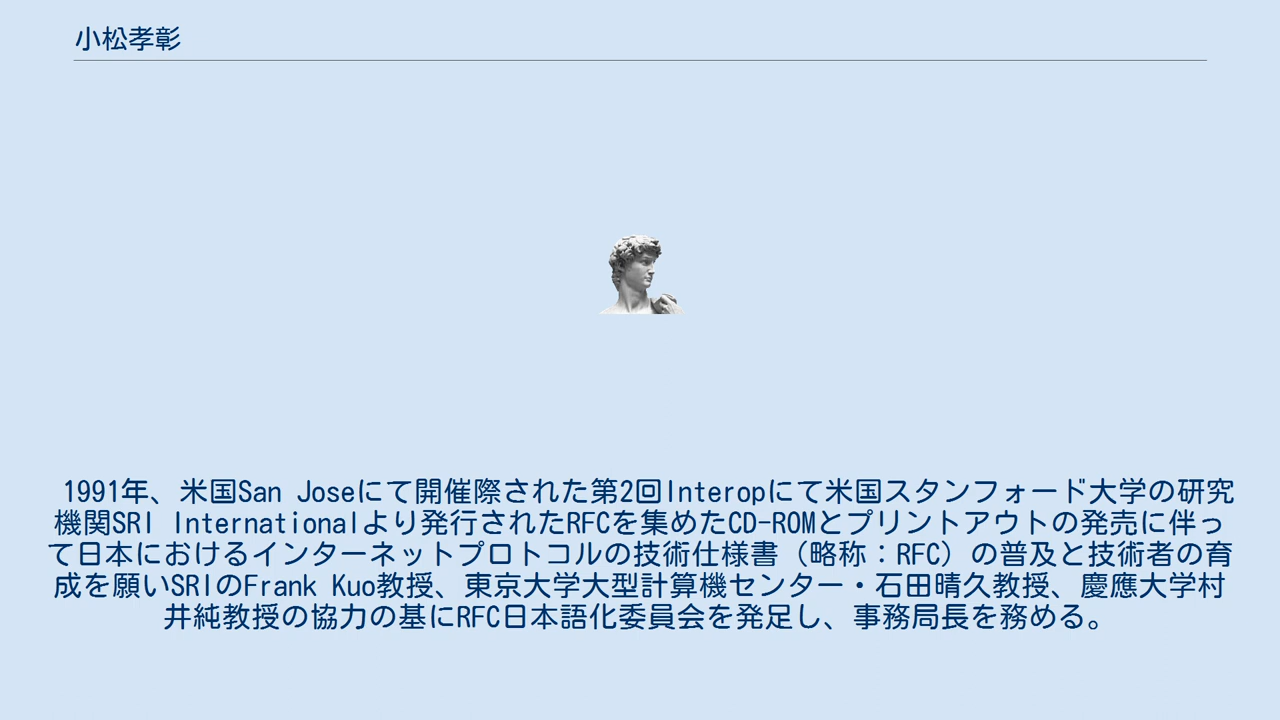 小松孝彰
1991年、米国San Joseにて開催際された第2回Interopにて米国スタンフォード大学の研究
機関SRI Internationalより発行されたRFCを集めたCD-ROMとプリントアウトの発売に伴っ
て日本におけるインターネットプロトコルの技術仕様書（略称：RFC）の普及と技術者の育
成を願いSRIのFrank Kuo教授、東京大学大型計算機センター・石田晴久教授、慶應大学村
井純教授の協力の基にRFC日本語化委員会を発足し、事務局長を務める。